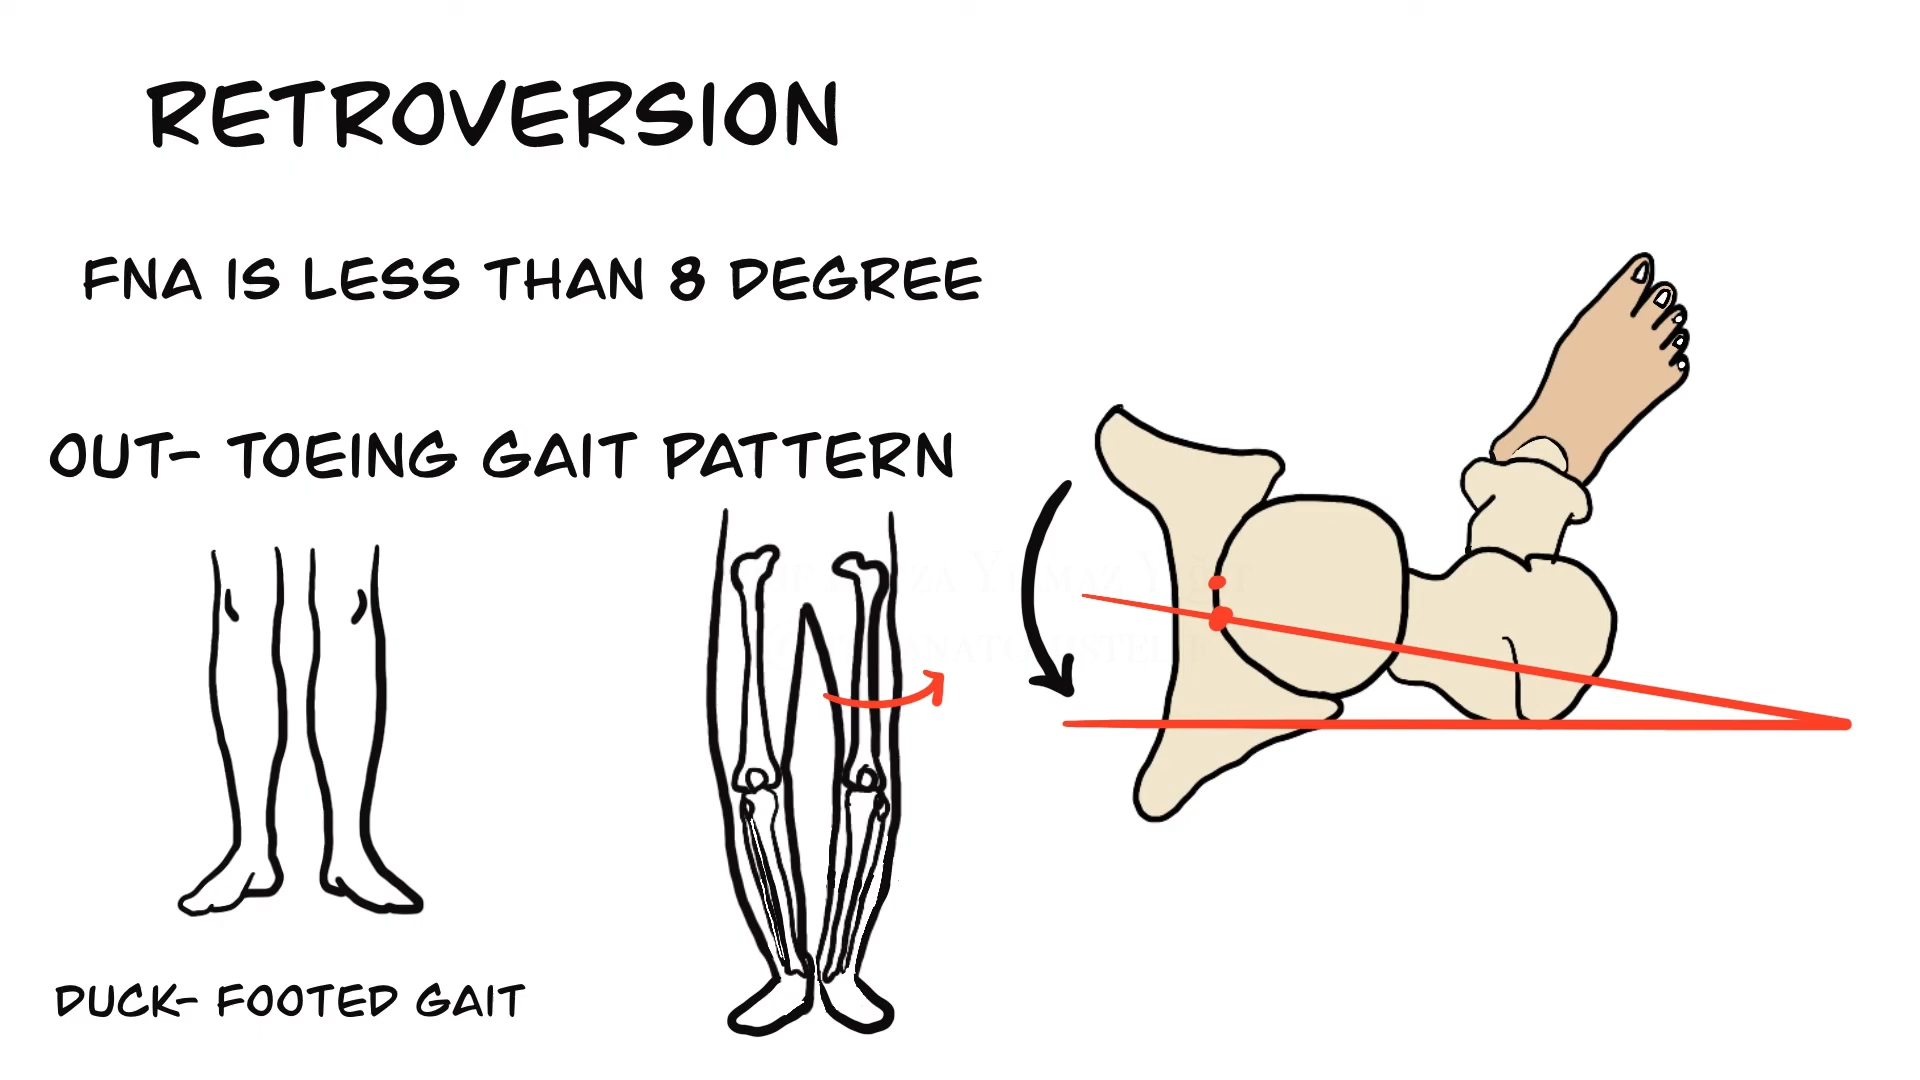 RETROVERSION
FNA IS LESS THAN 8 DEGREE
OUT- TOEING GAIT PATTERN
DUCK- FOOTED GAIT